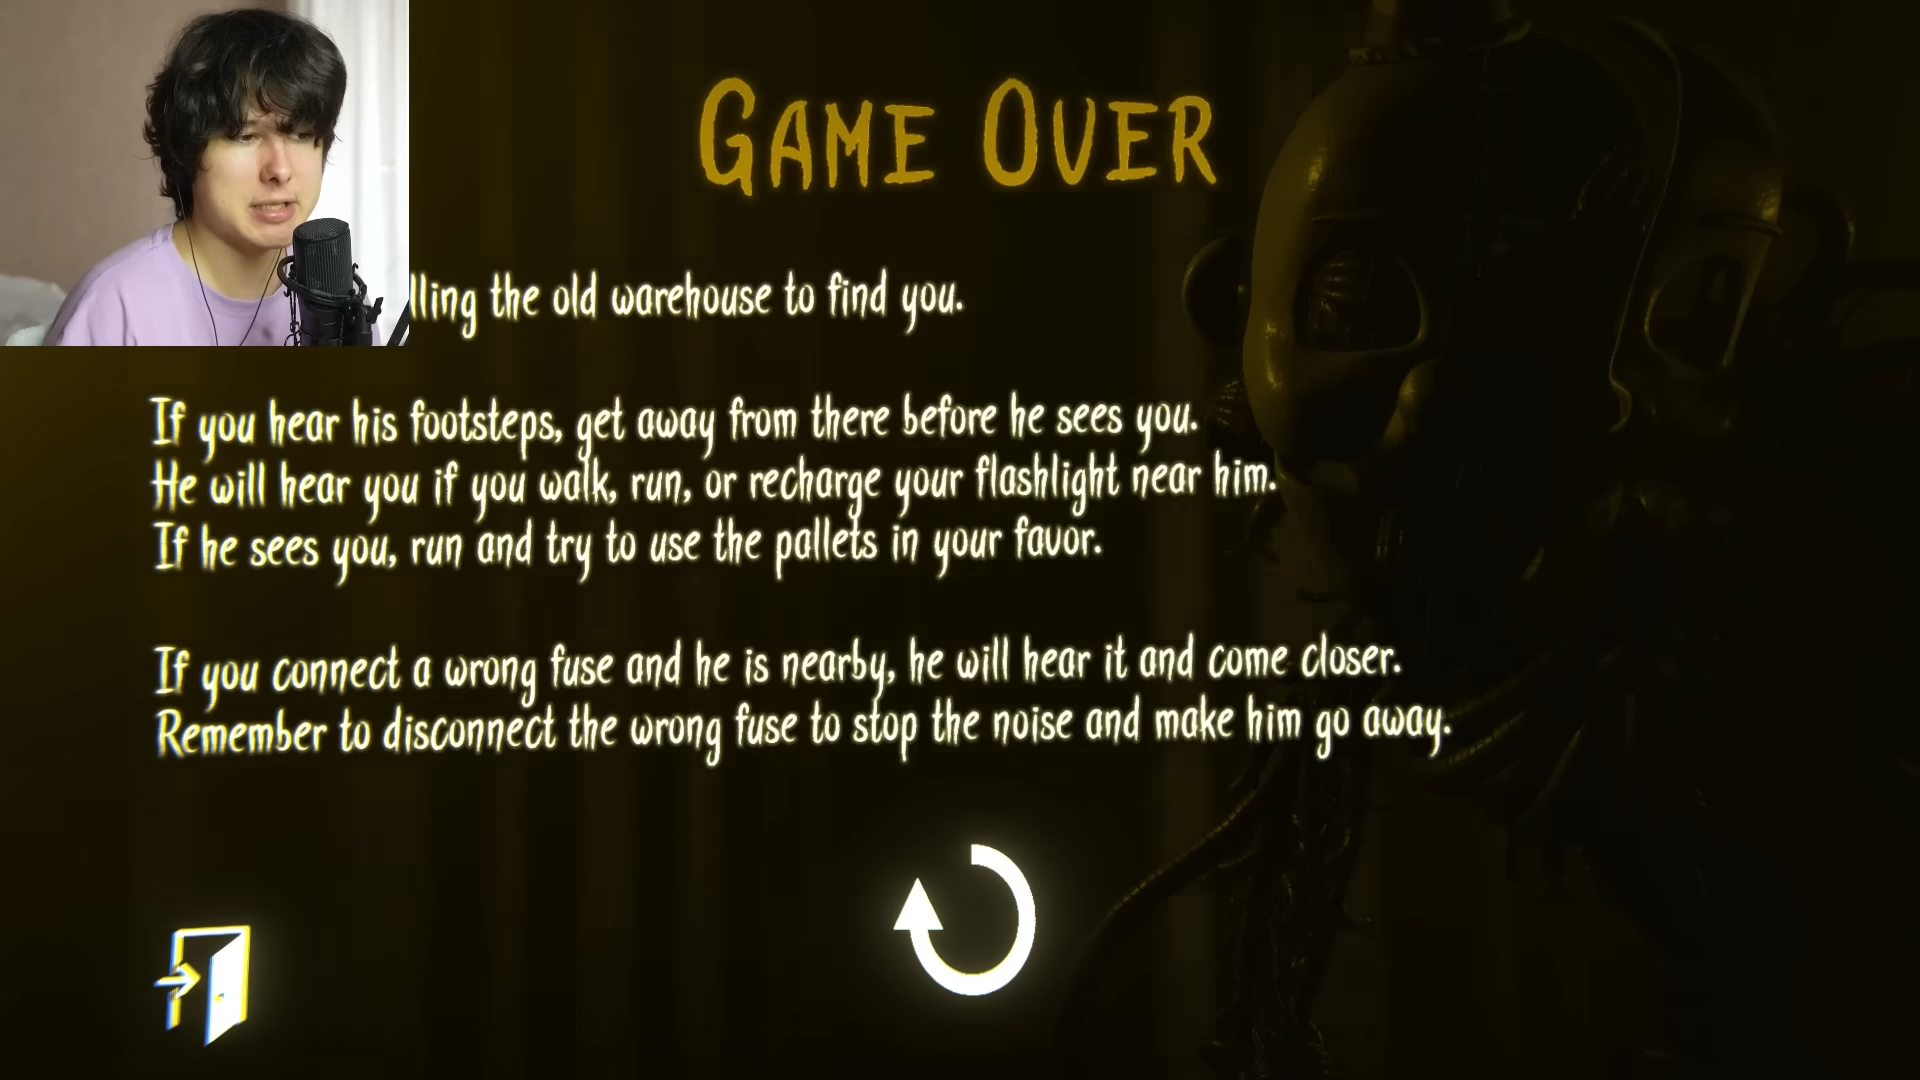 GAME OVER
lling the old warehouse to find you.
If you hear his footsteps, get away from there before he sees you.
He will hear you if you walk, run, or recharge your flashlight near him.
If he sees you, run and try to use the pallets in your favor.
If you connect a wrong fuse and he is nearby, he will hear it and come closer.
Remember to disconnect the wrong fuse to stop the noise and make him go away.